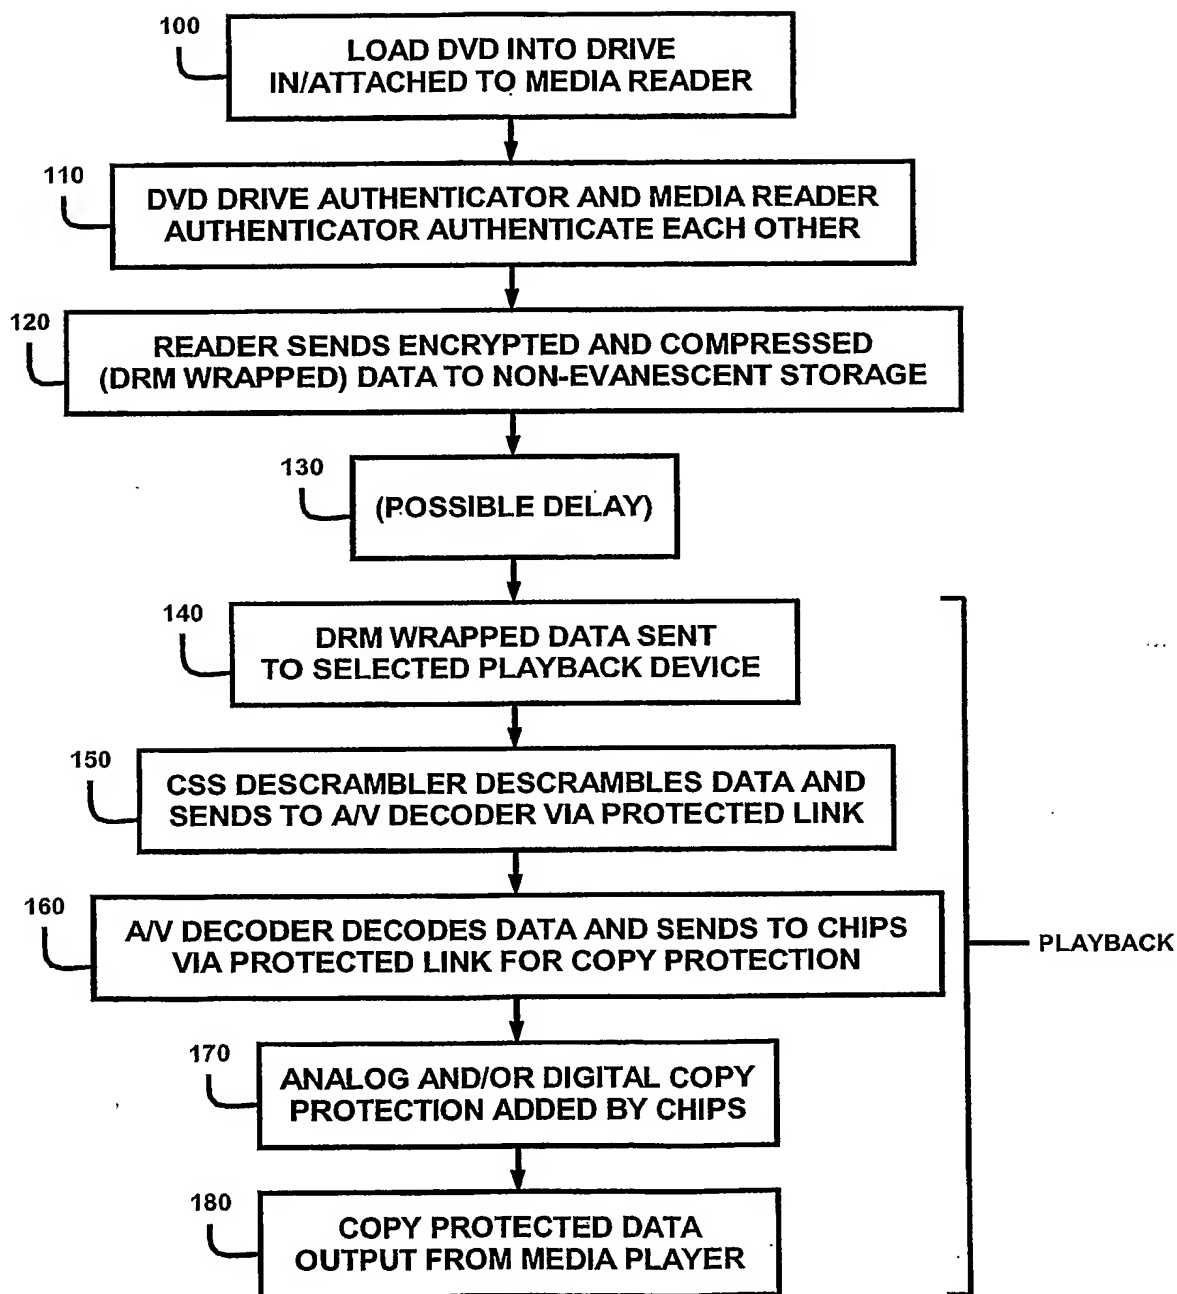 100
LOAD DVD INTO DRIVE
IN/ATTACHED TO MEDIA READER
110
DVD DRIVE AUTHENTICATOR AND MEDIA READER
AUTHENTICATOR AUTHENTICATE EACH OTHER
120
READER SENDS ENCRYPTED AND COMPRESSED
(DRM WRAPPED) DATA TO NON-EVANESCENT STORAGE
130
(POSSIBLE DELAY)
140
DRM WRAPPED DATA SENT
TO SELECTED PLAYBACK DEVICE
150
CSS DESCRAMBLER DESCRAMBLES DATA AND
SENDS TO A/V DECODER VIA PROTECTED LINK
160
A/V DECODER DECODES DATA AND SENDS TO CHIPS
VIA PROTECTED LINK FOR COPY PROTECTION
PLAYBACK
170
ANALOG AND/OR DIGITAL COPY
PROTECTION ADDED BY CHIPS
180
COPY PROTECTED DATA
OUTPUT FROM MEDIA PLAYER